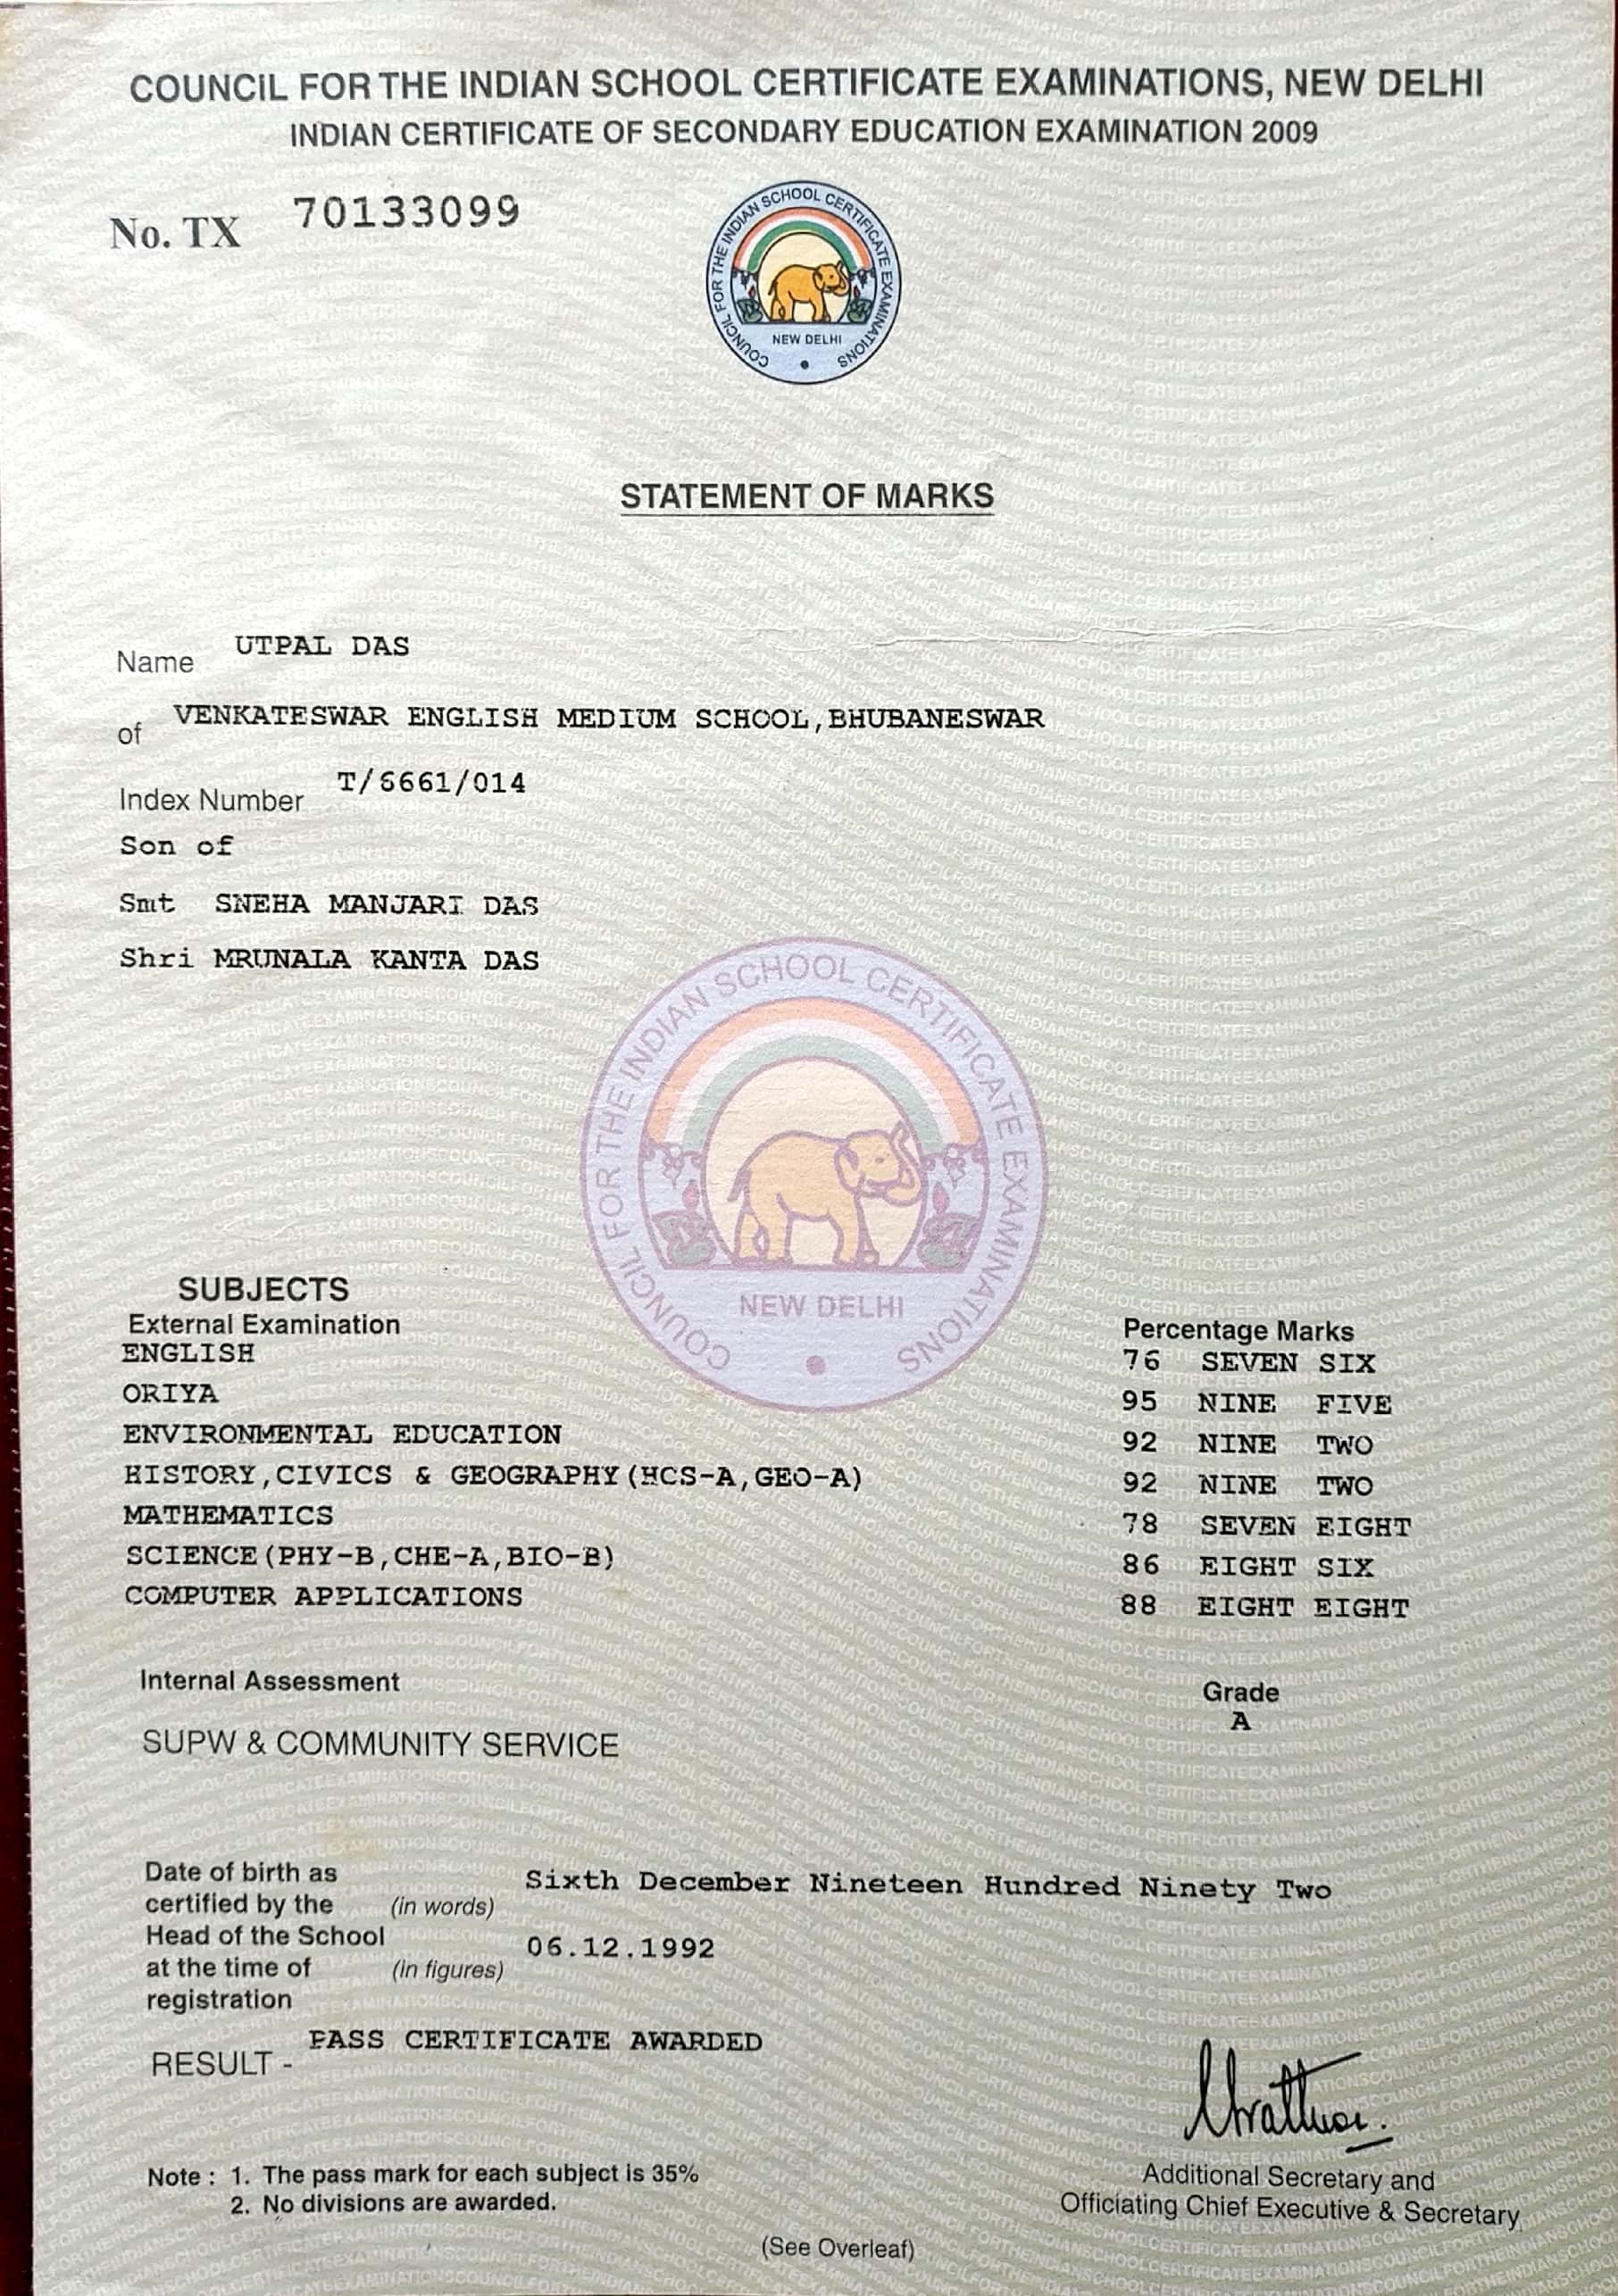 COUNCIL FOR THE INDIAN SCHOOL CERTIFICATE EXAMINATIONS, NEW DELHI
INDIAN CERTIFICATE OF SECONDARY EDUCATION EXAMINATION 2009
No. TX 70133099
COUNCIL FOR THE INDIAN SCHOOL CERTIFICATE EXAMINATIONS
NEW DELHI
STATEMENT OF MARKS
Name UTPAL DAS
of VENKATESWAR ENGLISH MEDIUM SCHOOL,BHUBANESWAR
Index Number T/6661/014
Son of
Smt SNEHA MANJARI DAS
Shri MRUNALA KANTA DAS
COUNCIL FOR THE INDIAN SCHOOL CERTIFICATE EXAMINATIONS
NEW DELHI
SUBJECTS
External Examination Percentage Marks
ENGLISH 76 SEVEN SIX
ORIYA 95 NINE FIVE
ENVIRONMENTAL EDUCATION 92 NINE TWO
HISTORY,CIVICS & GEOGRAPHY(HCS-A,GEO-A) 92 NINE TWO
MATHEMATICS 78 SEVEN EIGHT
SCIENCE(PHY-B,CHE-A,BIO-B) 86 EIGHT SIX
COMPUTER APPLICATIONS 88 EIGHT EIGHT
Internal Assessment Grade
SUPW & COMMUNITY SERVICE A
Date of birth as
certified by the (in words) Sixth December Nineteen Hundred Ninety Two
Head of the School
at the time of (in figures) 06.12.1992
registration
RESULT - PASS CERTIFICATE AWARDED
Note : 1. The pass mark for each subject is 35%
2. No divisions are awarded.
Additional Secretary and
Officiating Chief Executive & Secretary
(See Overleaf)